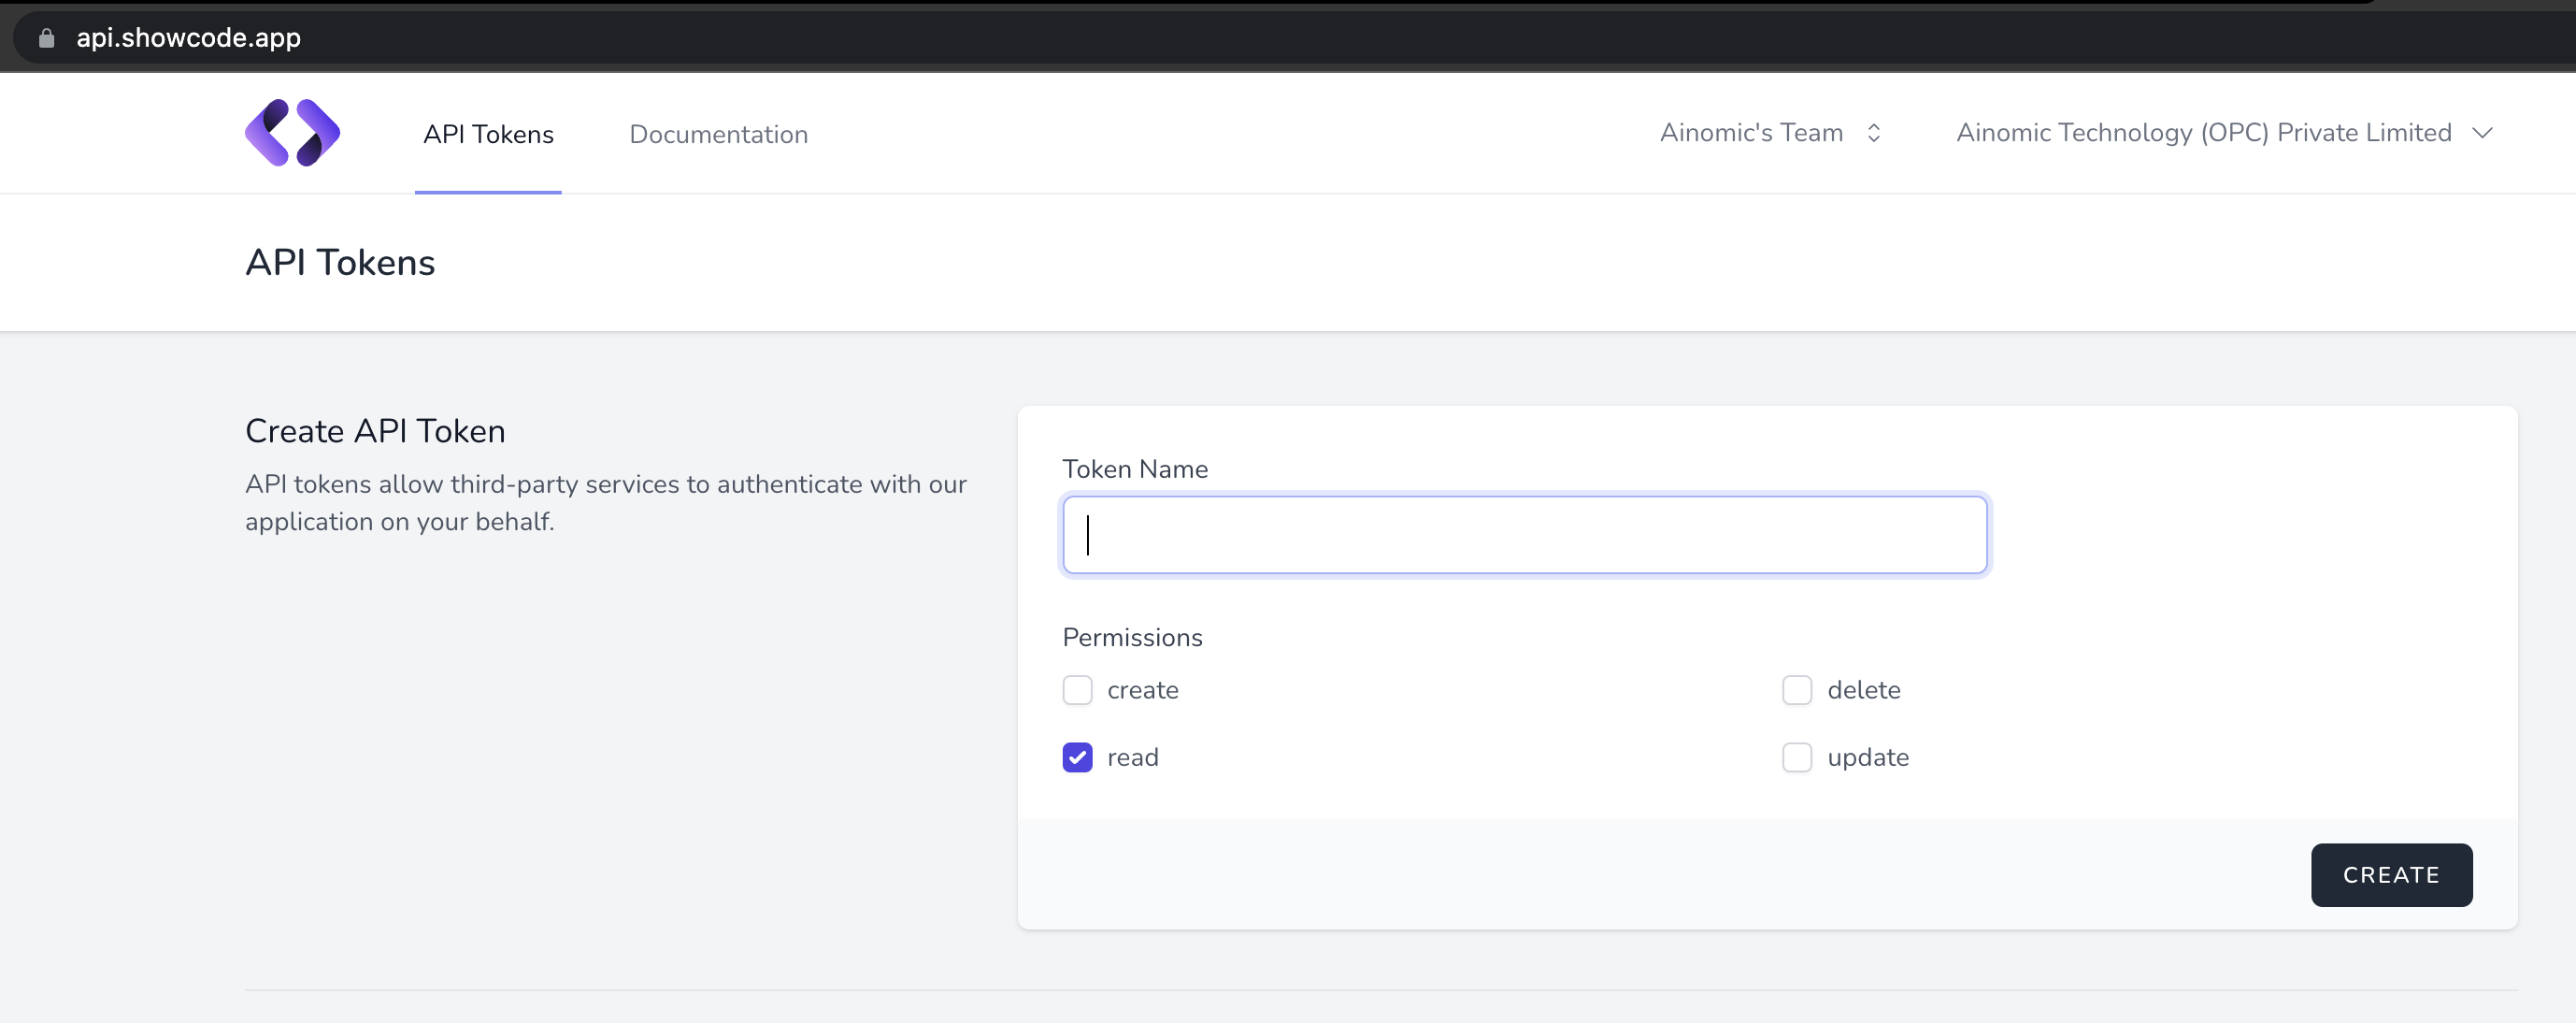 api.showcode.app
API Tokens
Documentation
Ainomic's Team
Ainomic Technology (OPC) Private Limited
API Tokens
Create API Token
API tokens allow third-party services to authenticate with our
application on your behalf.
Token Name
Permissions
create
delete
read
update
CREATE